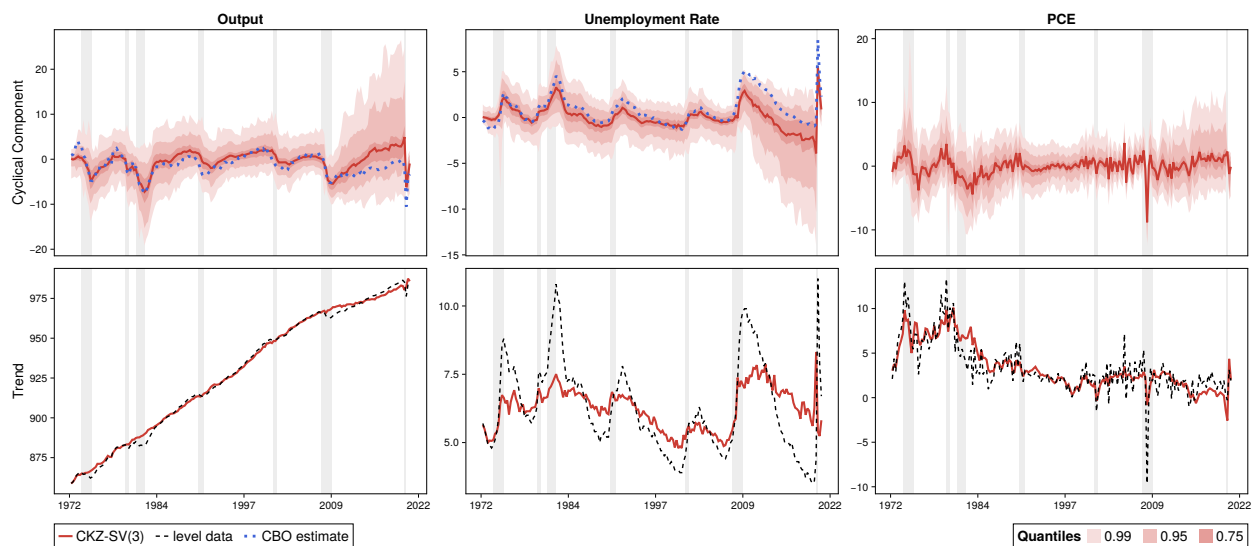 Output
Unemployment Rate
PCE
Cyclical Component
20
10
0
−10
−20
5
0
−5
−10
−15
20
10
0
−10
Trend
975
950
925
900
875
10.0
7.5
5.0
10
5
0
−5
−10
1972 1984 1997 2009 2022
1972 1984 1997 2009 2022
1972 1984 1997 2009 2022
CKZ-SV(3) level data CBO estimate
Quantiles 0.99 0.95 0.75